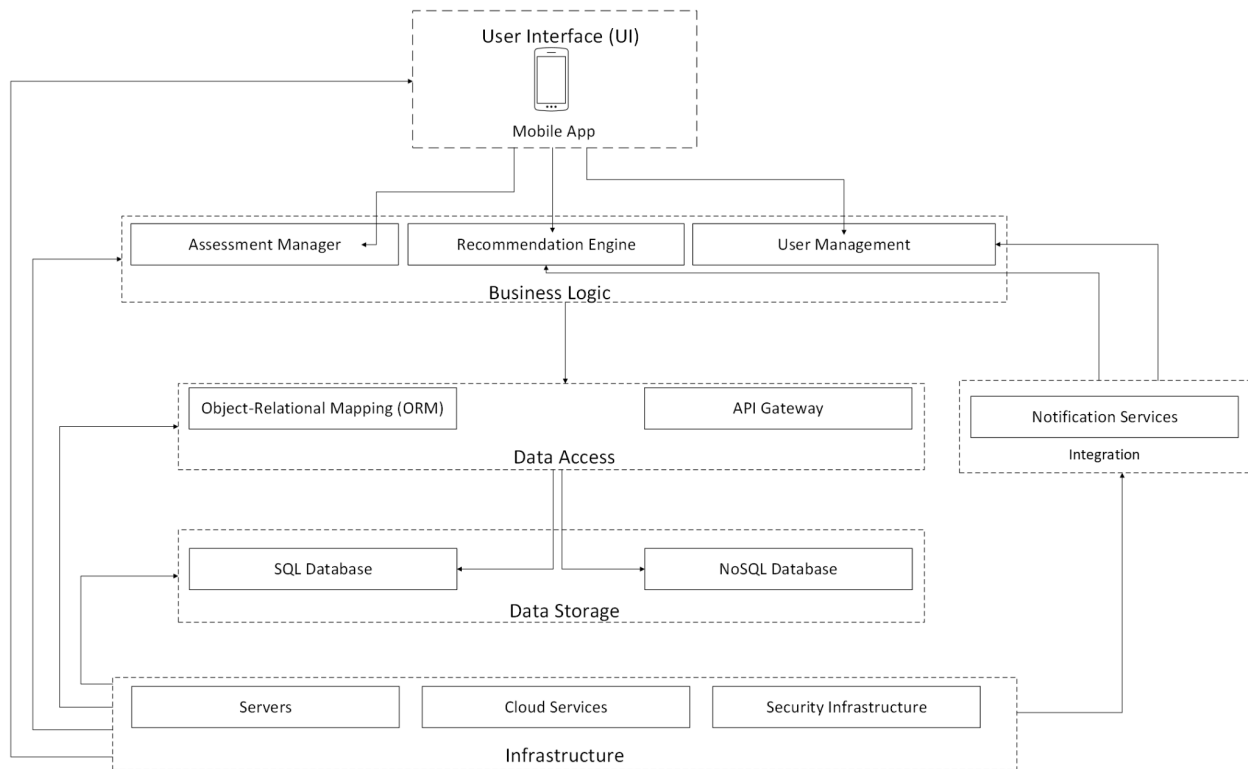 User Interface (UI)
Mobile App
Assessment Manager
Recommendation Engine
User Management
Business Logic
Object-Relational Mapping (ORM)
API Gateway
Data Access
Notification Services
Integration
SQL Database
NoSQL Database
Data Storage
Servers
Cloud Services
Security Infrastructure
Infrastructure